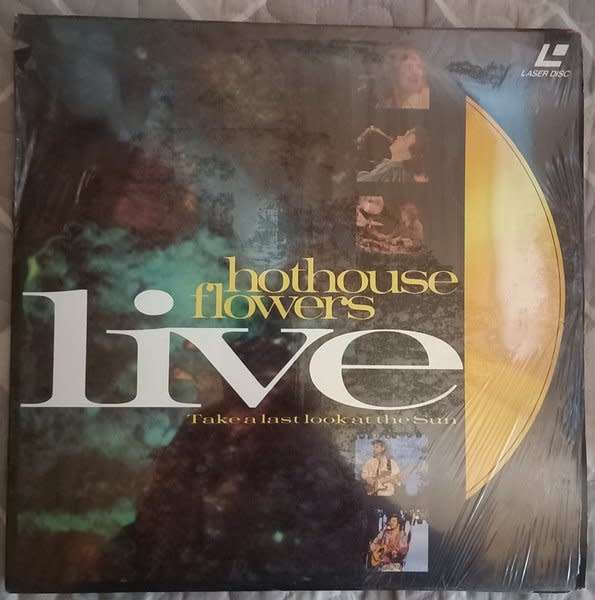 LASER DISC
hothouse
flowers
live
Take a last look at the Sun